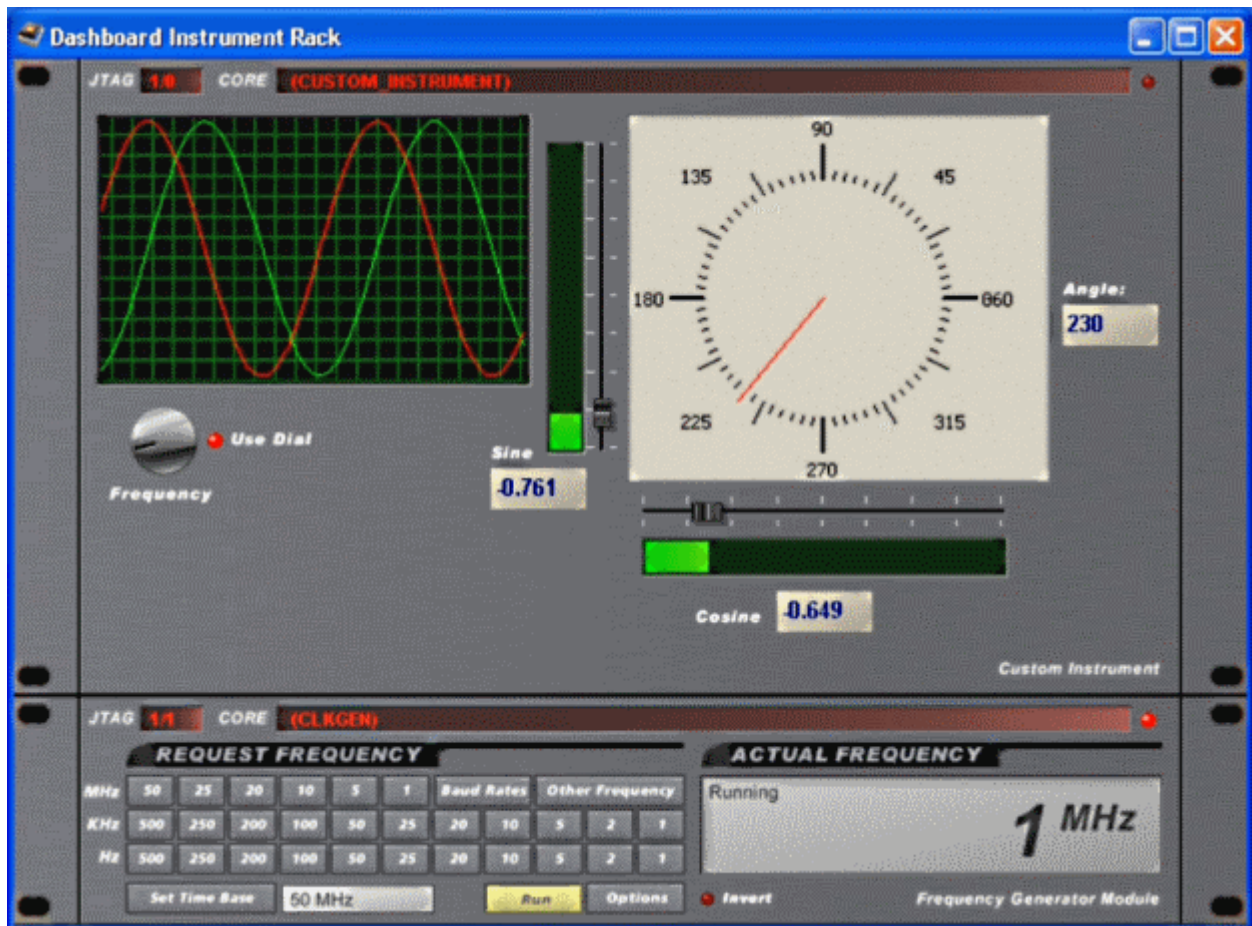 Dashboard Instrument Rack
JTAG 1/0 CORE (CUSTOM_INSTRUMENT)
90
135 45
180 060
225 315
270
Angle:
230
Use Dial
Frequency
Sine
-0.761
Cosine -0.649
Custom Instrument
JTAG 1/1 CORE (CLKGEN)
REQUEST FREQUENCY ACTUAL FREQUENCY
MHz 50 25 20 10 5 1 Baud Rates Other Frequency
KHz 500 250 200 100 50 25 20 10 5 2 1
Hz 500 250 200 100 50 25 20 10 5 2 1
Running
1 MHz
Set Time Base 50 MHz Run Options
Invert Frequency Generator Module